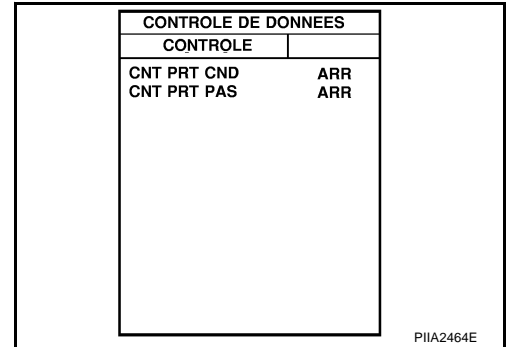 CONTROLE DE DONNEES
CONTROLE
CNT PRT CND ARR
CNT PRT PAS ARR
PIIA2464E